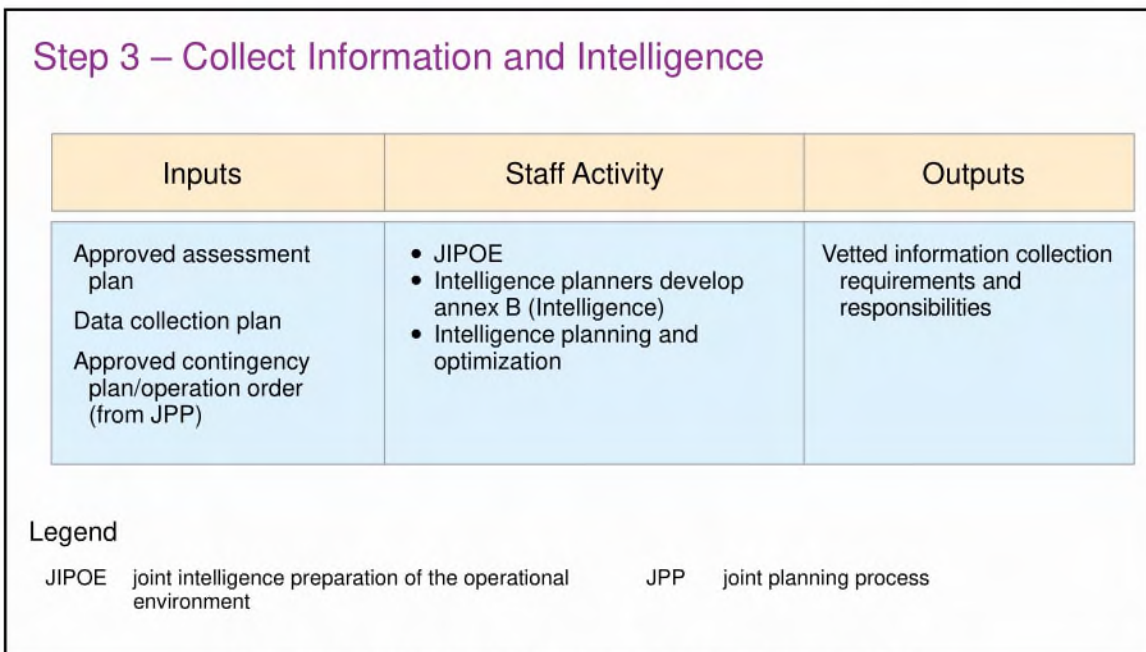 Step 3 – Collect Information and Intelligence
Inputs
Staff Activity
Outputs
Approved assessment
plan
Data collection plan
Approved contingency
plan/operation order
(from JPP)
• JIPOE
• Intelligence planners develop
annex B (Intelligence)
• Intelligence planning and
optimization
Vetted information collection
requirements and
responsibilities
Legend
JIPOE joint intelligence preparation of the operational
environment
JPP joint planning process